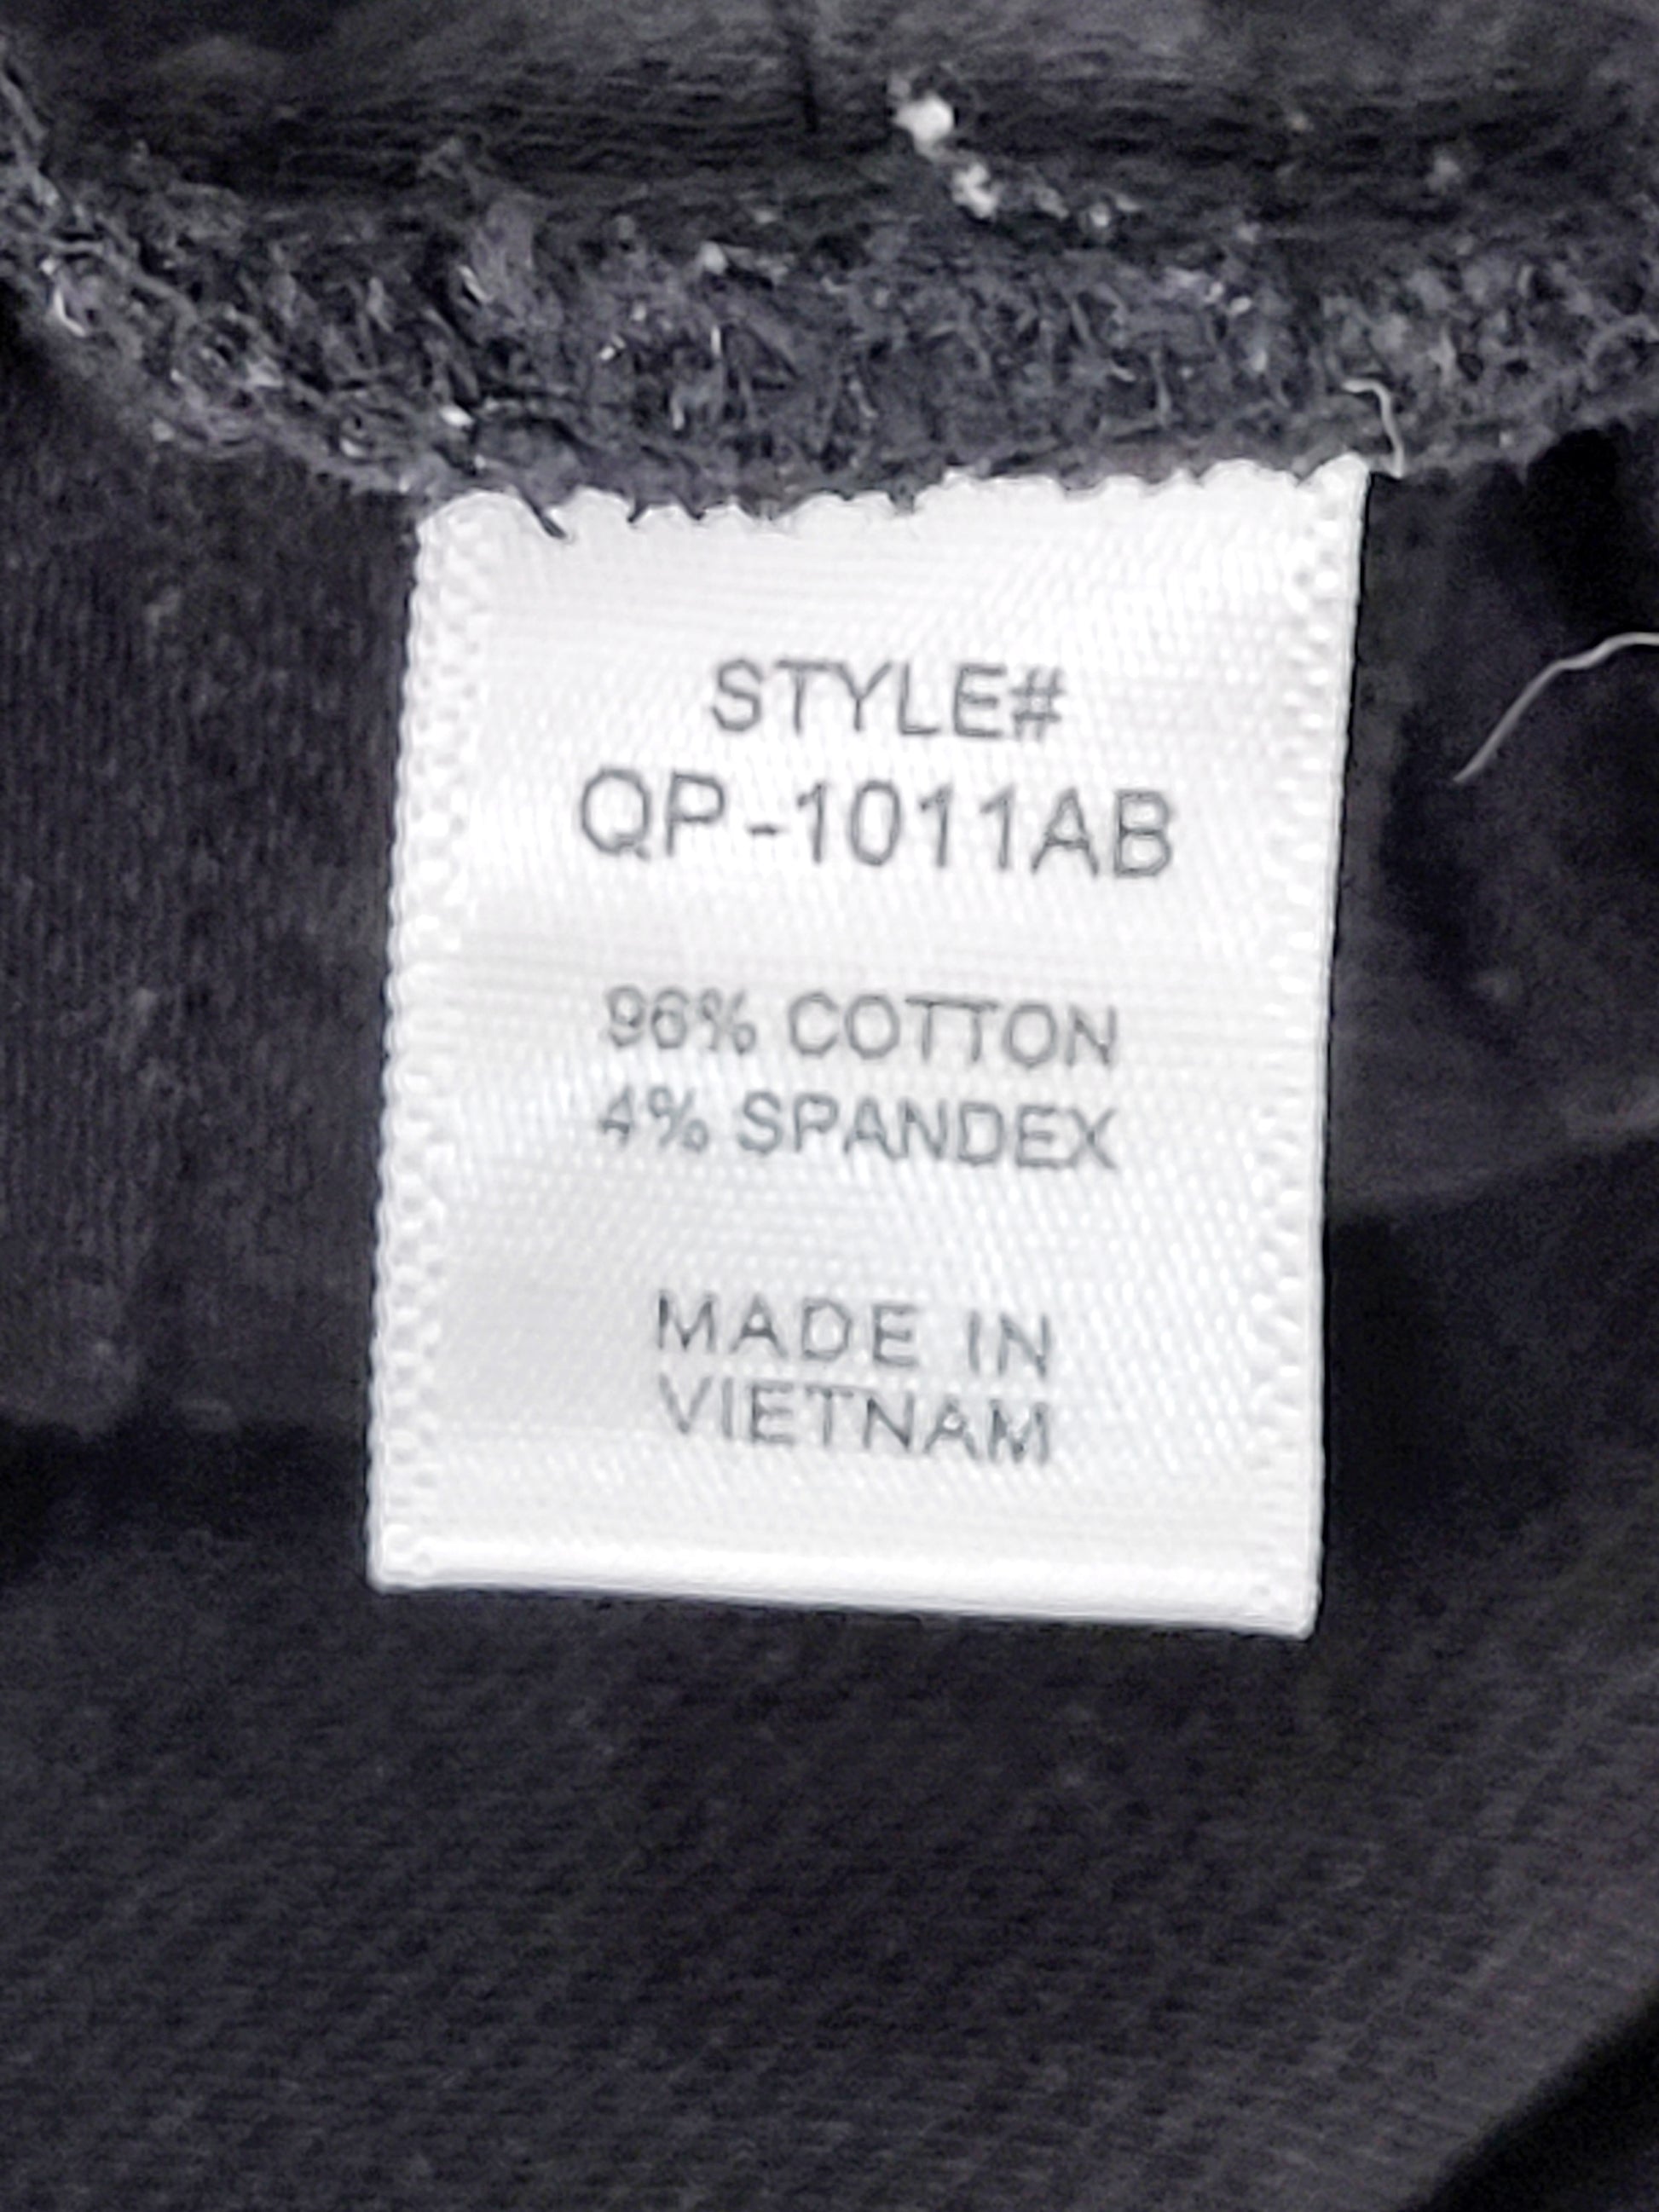 STYLE#
QP-1011AB
96% COTTON
4% SPANDEX
MADE IN
VIETNAM